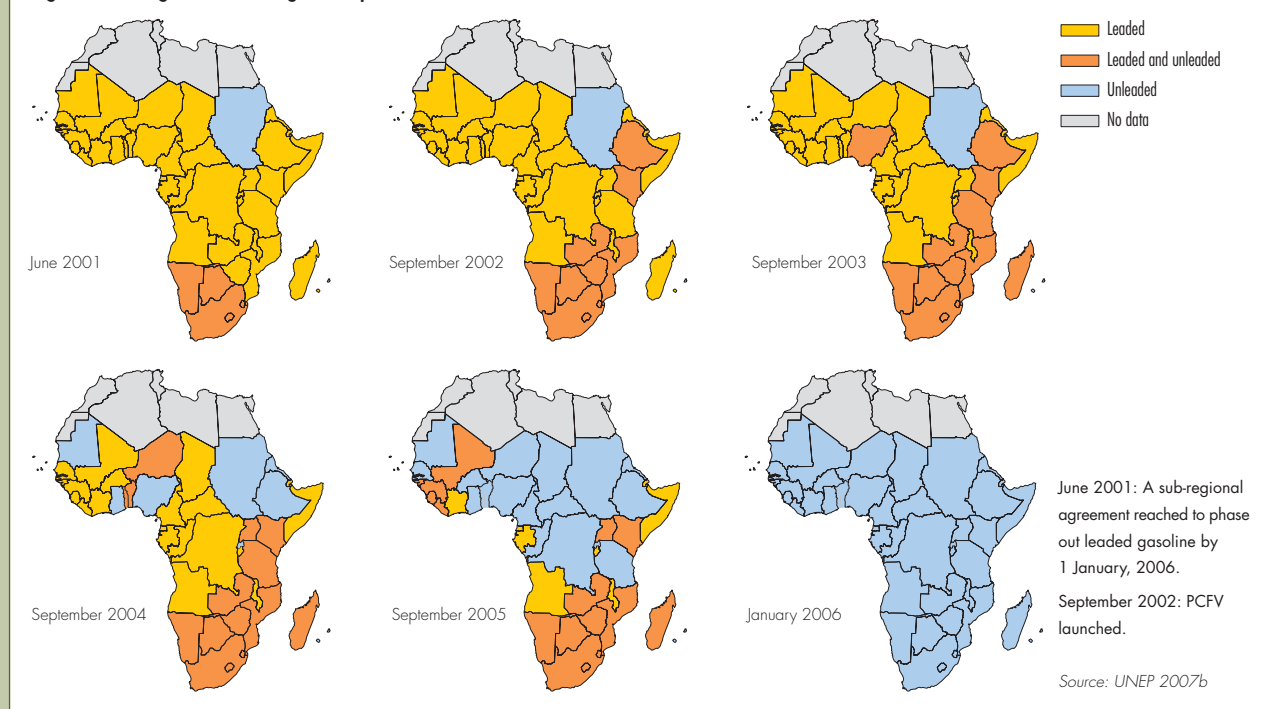 Leaded
Leaded and unleaded
Unleaded
No data
June 2001
September 2002
September 2003
September 2004
September 2005
January 2006
June 2001: A sub-regional
agreement reached to phase
out leaded gasoline by
1 January, 2006.
September 2002: PCFV
launched.
Source: UNEP 2007b